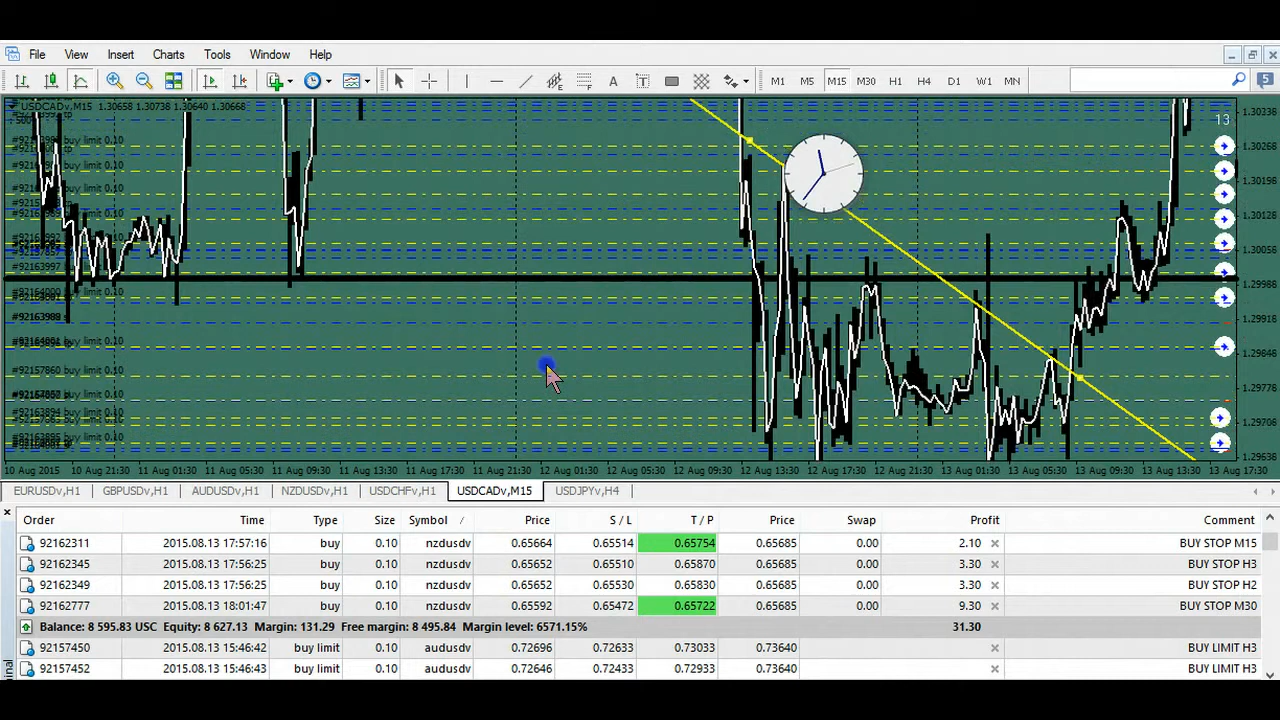 File View Insert Charts Tools Window Help
M1 M5 M15 M30 H1 H4 D1 W1 MN
5
USDCADv,M15 1.30658 1.30738 1.30640 1.30668
13
1.30338
1.30268
1.30198
1.30128
1.30058
1.29988
1.29918
1.29848
1.29778
1.29708
1.29638
buy limit 0.10
buy limit 0.10
buy limit 0.10
buy limit 0.10
#92157860 buy limit 0.10
#92163894 buy limit 0.10
10 Aug 2015 10 Aug 21:30 11 Aug 01:30 11 Aug 05:30 11 Aug 09:30 11 Aug 13:30 11 Aug 17:30 11 Aug 21:30 12 Aug 01:30 12 Aug 05:30 12 Aug 09:30 12 Aug 13:30 12 Aug 17:30 12 Aug 21:30 13 Aug 01:30 13 Aug 05:30 13 Aug 09:30 13 Aug 13:30 13 Aug 17:30
EURUSDv,H1 GBPUSDv,H1 AUDUSDv,H1 NZDUSDv,H1 USDCHFv,H1 USDCADv,M15 USDJPYv,H4
Order Time Type Size Symbol / Price S / L T / P Price Swap Profit Comment
92162311 2015.08.13 17:57:16 buy 0.10 nzdusdv 0.65664 0.65514 0.65754 0.65685 0.00 2.10 BUY STOP M15
92162345 2015.08.13 17:56:25 buy 0.10 nzdusdv 0.65652 0.65510 0.65870 0.65685 0.00 3.30 BUY STOP H3
92162349 2015.08.13 17:56:25 buy 0.10 nzdusdv 0.65652 0.65530 0.65830 0.65685 0.00 3.30 BUY STOP H2
92162777 2015.08.13 18:01:47 buy 0.10 nzdusdv 0.65592 0.65472 0.65722 0.65685 0.00 9.30 BUY STOP M30
Balance: 8 595.83 USC Equity: 8 627.13 Margin: 131.29 Free margin: 8 495.84 Margin level: 6571.15% 31.30
92157450 2015.08.13 15:46:42 buy limit 0.10 audusdv 0.72696 0.72633 0.73033 0.73640 BUY LIMIT H3
92157452 2015.08.13 15:46:43 buy limit 0.10 audusdv 0.72646 0.72433 0.72933 0.73640 BUY LIMIT H3